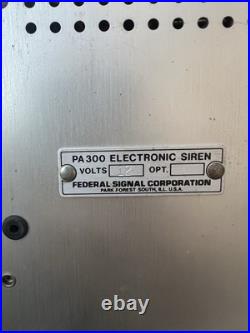 PA300 ELECTRONIC SIREN
VOLTS 12 OPT.
FEDERAL SIGNAL CORPORATION
PARK FOREST SOUTH, ILL. U.S.A.